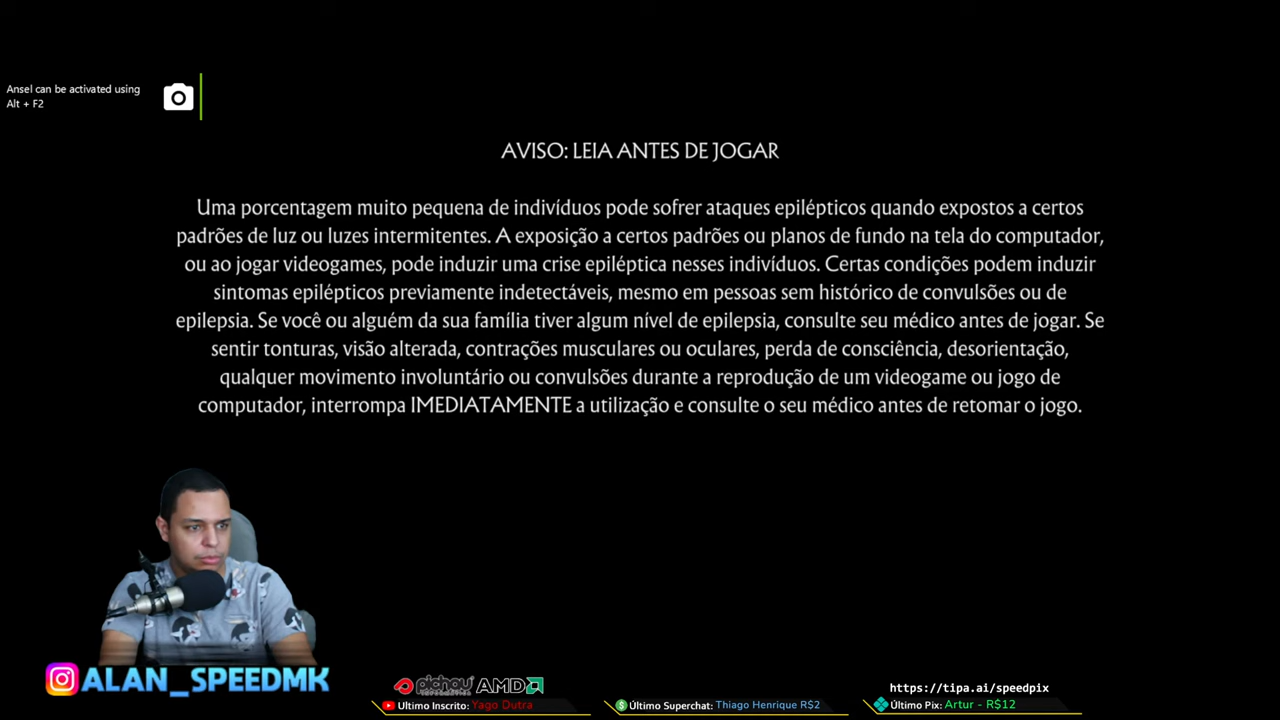 Ansel can be activated using
Alt + F2
AVISO: LEIA ANTES DE JOGAR
Uma porcentagem muito pequena de indivíduos pode sofrer ataques epilépticos quando expostos a certos
padrões de luz ou luzes intermitentes. A exposição a certos padrões ou planos de fundo na tela do computador,
ou ao jogar videogames, pode induzir uma crise epiléptica nesses indivíduos. Certas condições podem induzir
sintomas epilépticos previamente indetectáveis, mesmo em pessoas sem histórico de convulsões ou de
epilepsia. Se você ou alguém da sua família tiver algum nível de epilepsia, consulte seu médico antes de jogar. Se
sentir tonturas, visão alterada, contrações musculares ou oculares, perda de consciência, desorientação,
qualquer movimento involuntário ou convulsões durante a reprodução de um videogame ou jogo de
computador, interrompa IMEDIATAMENTE a utilização e consulte o seu médico antes de retomar o jogo.
ALAN_SPEEDMK
pichau AMD
https://tipa.ai/speedpix
Ultimo Inscrito: Yago Dutra
Último Superchat: Thiago Henrique R$2
Último Pix: Artur - R$12